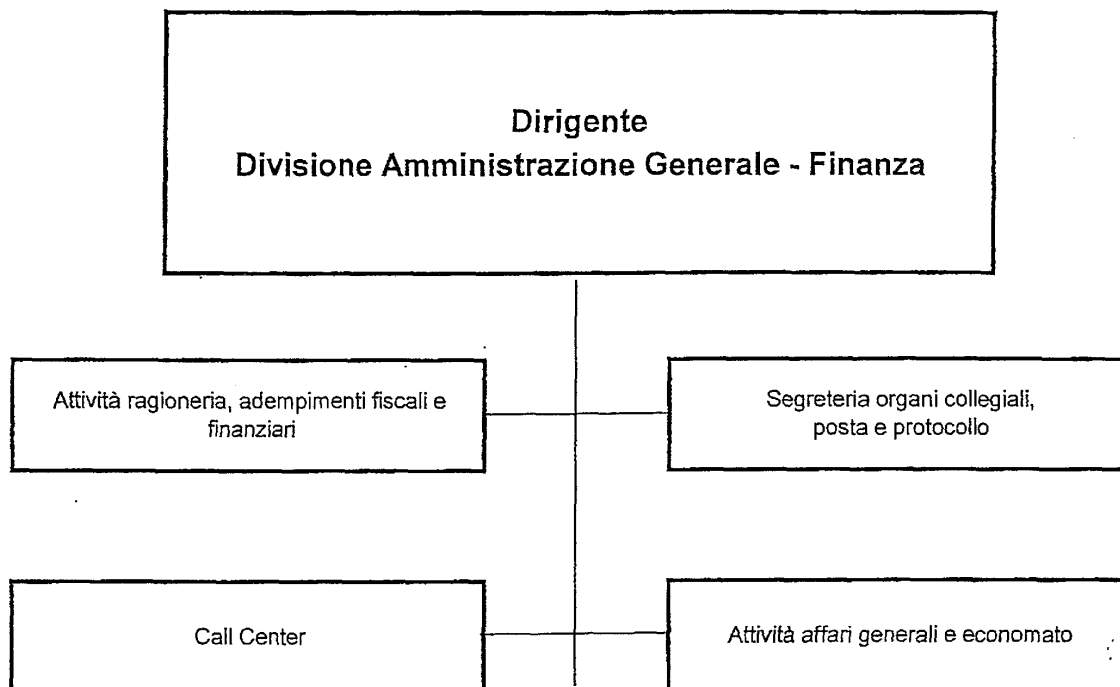 Dirigente
Divisione Amministrazione Generale - Finanza
Attività ragioneria, adempimenti fiscali e
finanziari
Segreteria organi collegiali,
posta e protocollo
Call Center
Attività affari generali e economato